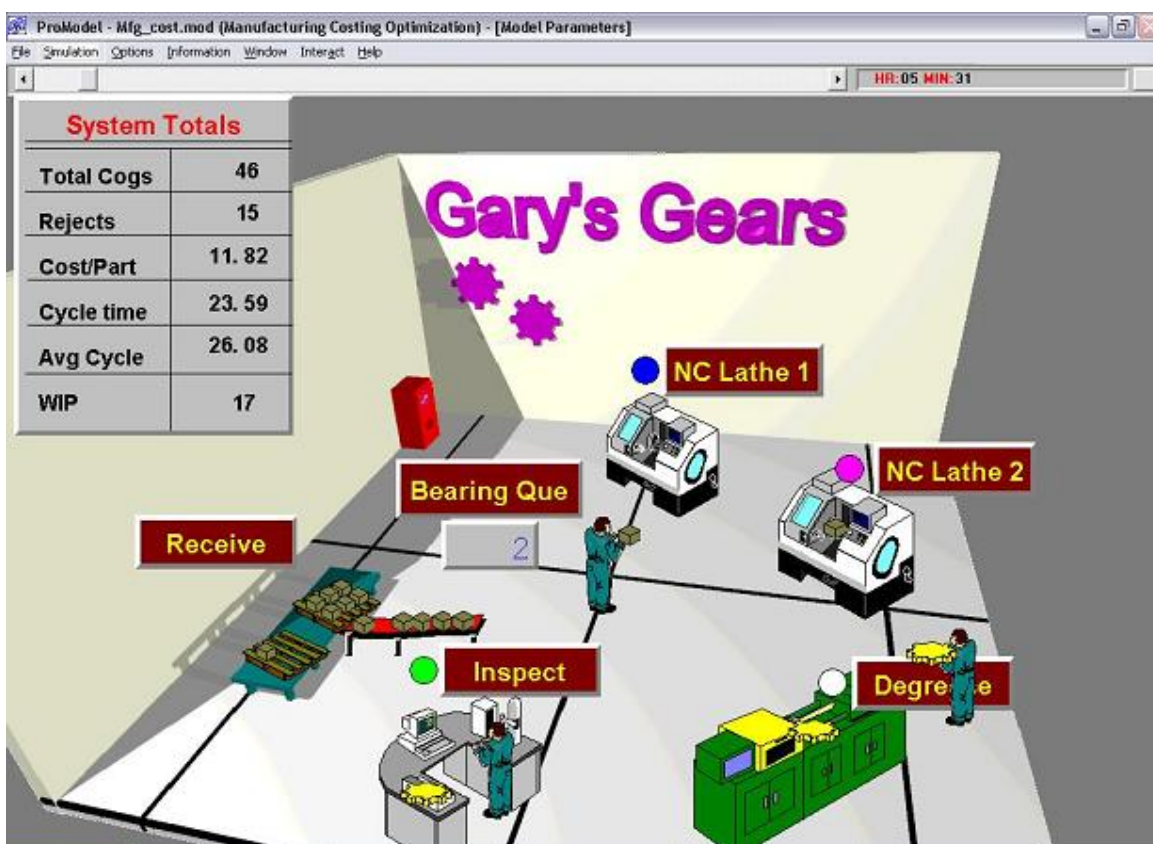 ProModel - Mfg_cost.mod (Manufacturing Costing Optimization) - [Model Parameters]
File Simulation Options Information Window Interact Help
HR: 05 MIN: 31
System Totals
Total Cogs 46
Rejects 15
Cost/Part 11. 82
Cycle time 23. 59
Avg Cycle 26. 08
WIP 17
Gary's Gears
NC Lathe 1
NC Lathe 2
Bearing Que
2
Receive
Inspect